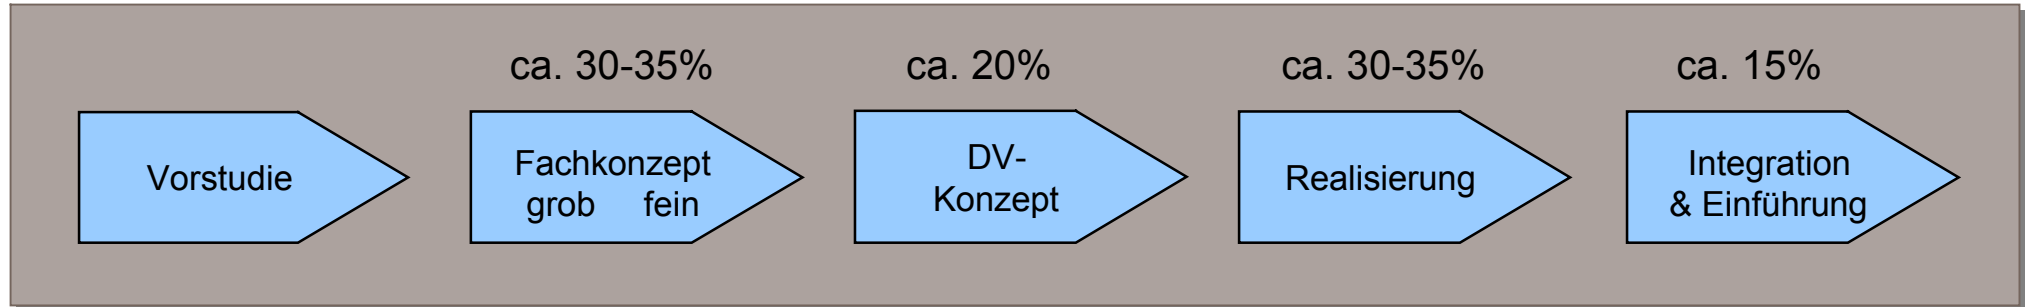 ca. 30-35%
ca. 20%
ca. 30-35%
ca. 15%
Vorstudie
Fachkonzept
grob fein
DV-
Konzept
Realisierung
Integration
& Einführung